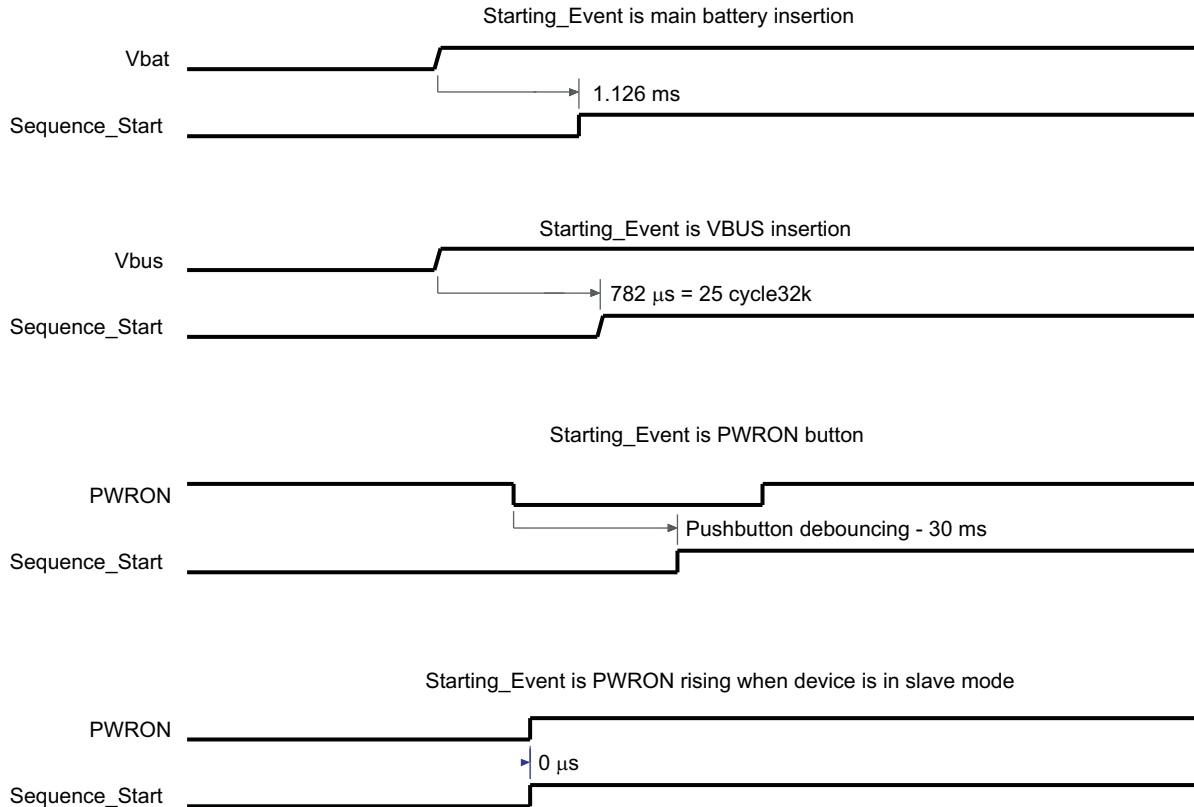 Starting_Event is main battery insertion
Vbat
1.126 ms
Sequence_Start
Starting_Event is VBUS insertion
Vbus
782 μs = 25 cycle32k
Sequence_Start
Starting_Event is PWRON button
PWRON
Pushbutton debouncing - 30 ms
Sequence_Start
Starting_Event is PWRON rising when device is in slave mode
PWRON
0 μs
Sequence_Start